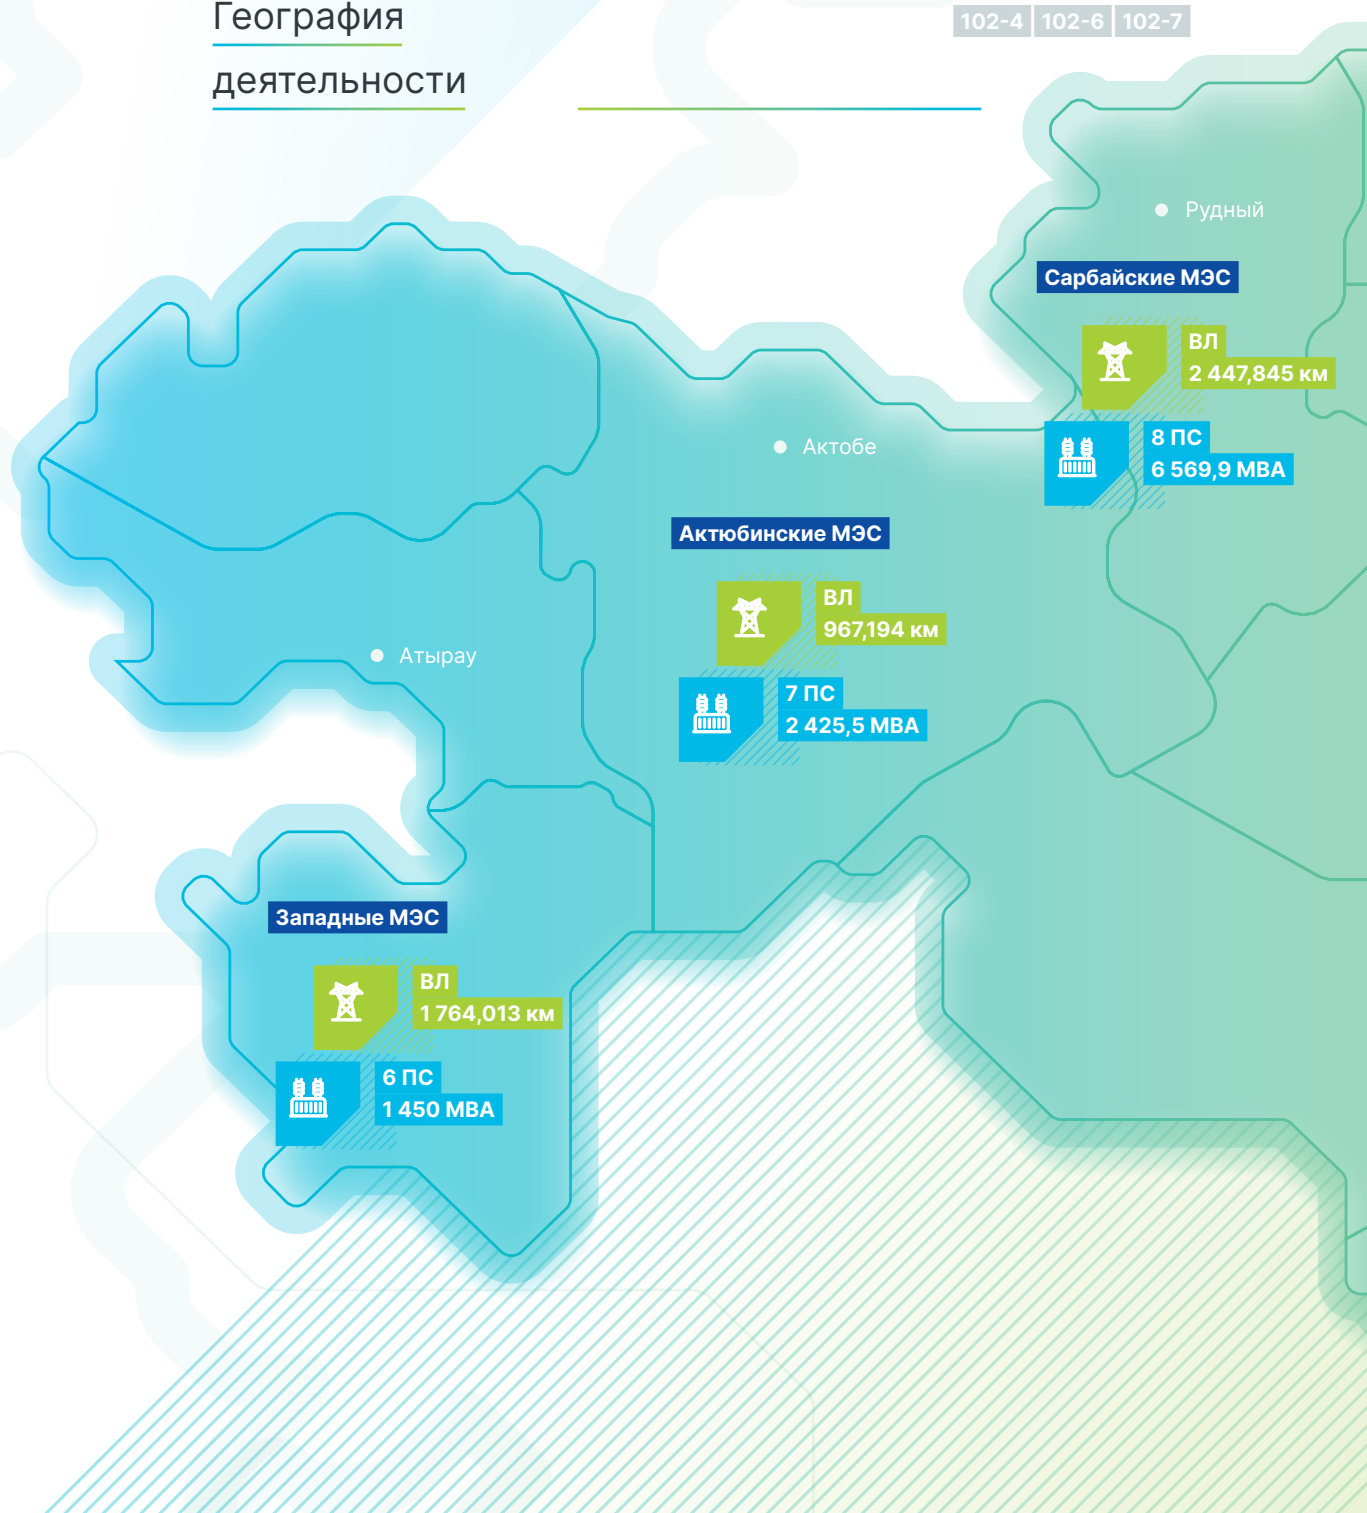 География
деятельности
102-4 102-6 102-7
Рудный
Сарбайские МЭС
ВЛ
2 447,845 км
8 ПС
6 569,9 МВА
Актобе
Актюбинские МЭС
ВЛ
967,194 км
7 ПС
2 425,5 МВА
Атырау
Западные МЭС
ВЛ
1 764,013 км
6 ПС
1 450 МВА